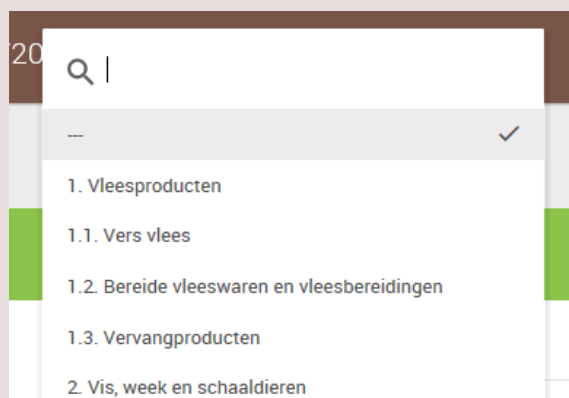 20
---
1. Vleesproducten
1.1. Vers vlees
1.2. Bereide vleeswaren en vleesbereidingen
1.3. Vervangproducten
2. Vis, week en schaaldieren